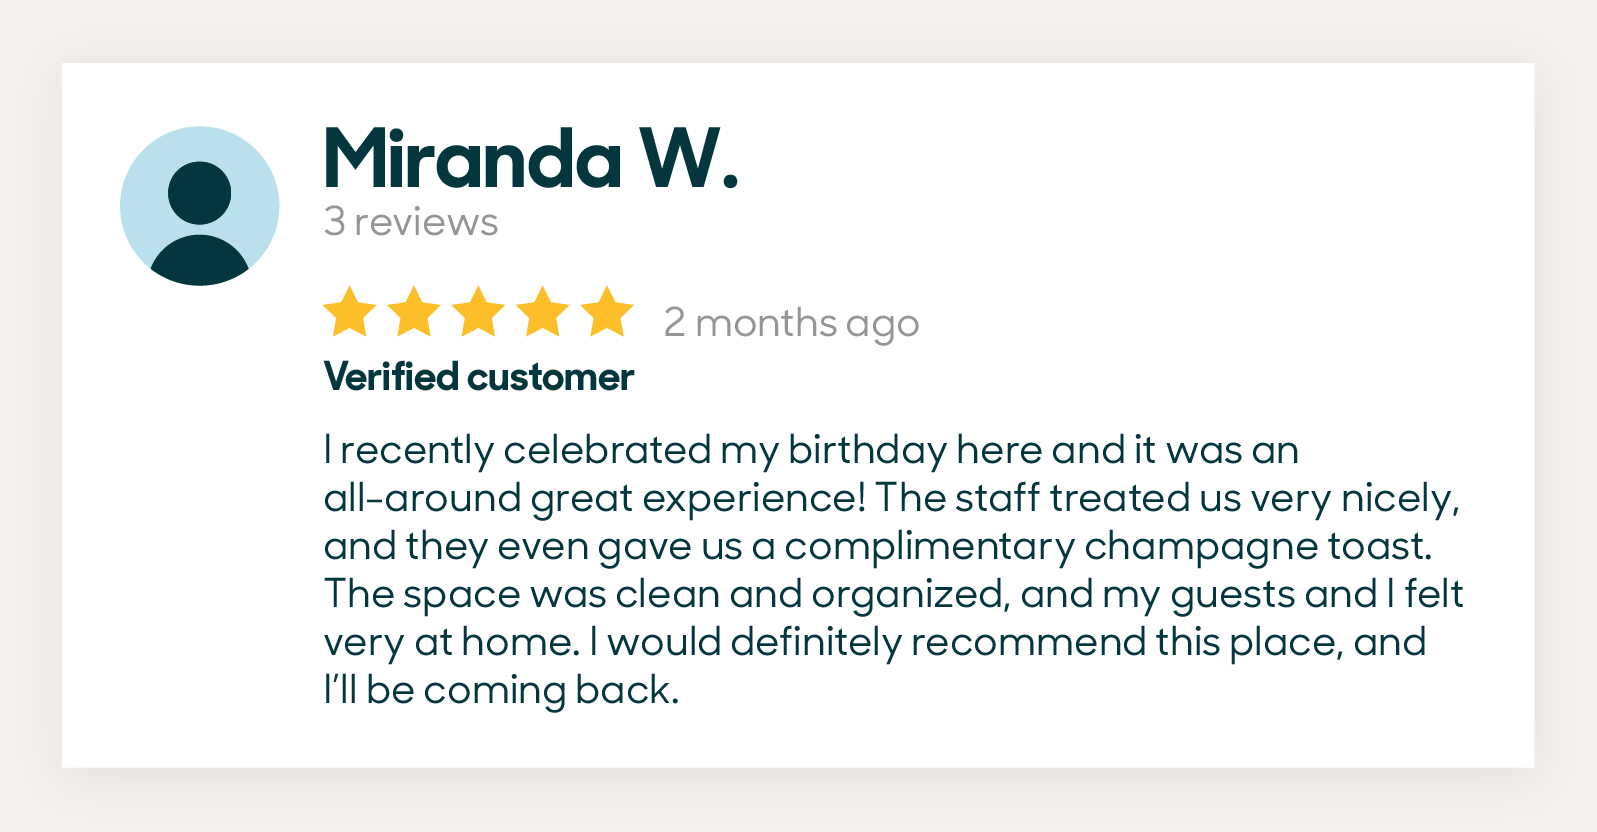 Miranda W.
3 reviews
2 months ago
Verified customer
I recently celebrated my birthday here and it was an
all-around great experience! The staff treated us very nicely,
and they even gave us a complimentary champagne toast.
The space was clean and organized, and my guests and I felt
very at home. I would definitely recommend this place, and
I’ll be coming back.